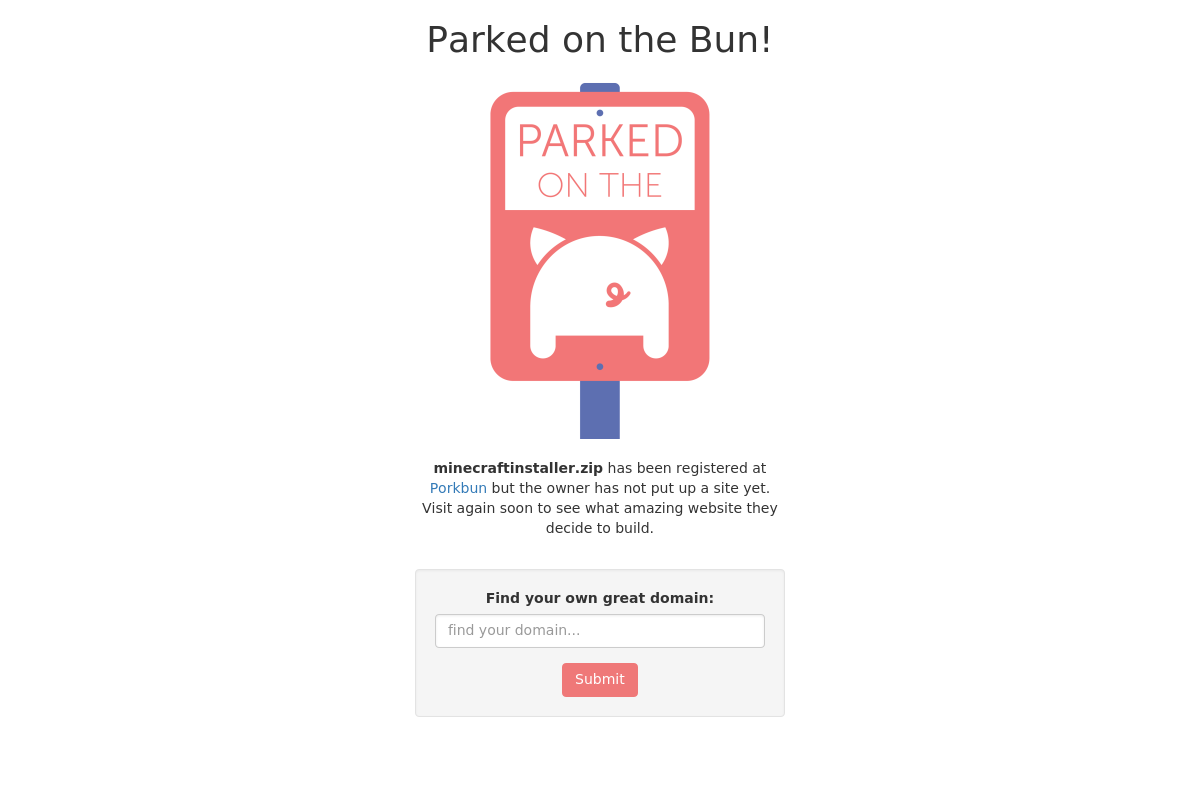 Parked on the Bun!
PARKED
ON THE
minecraftinstaller.zip has been registered at
Porkbun but the owner has not put up a site yet.
Visit again soon to see what amazing website they
decide to build.
Find your own great domain:
find your domain...
Submit